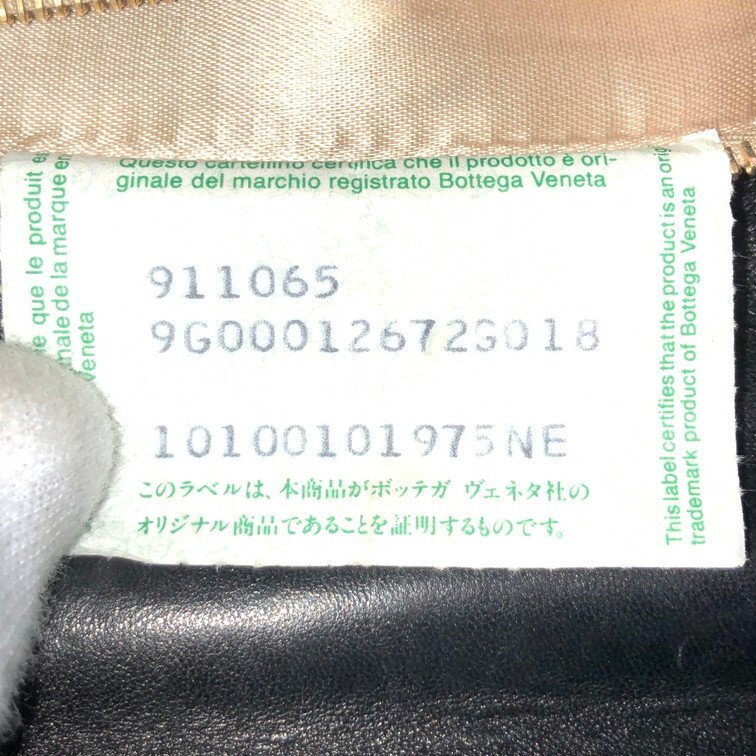 Questo cartellino certifica che il prodotto è ori-
ginale del marchio registrato Bottega Veneta
que le produit
de la marque
Veneta
911065
9G00012672G018
10100101975NE
このラベルは、本商品がボッテガ ヴェネタ社の
オリジナル商品であることを証明するものです。
This label certifies that the product is an orig
trademark product of Bottega Veneta